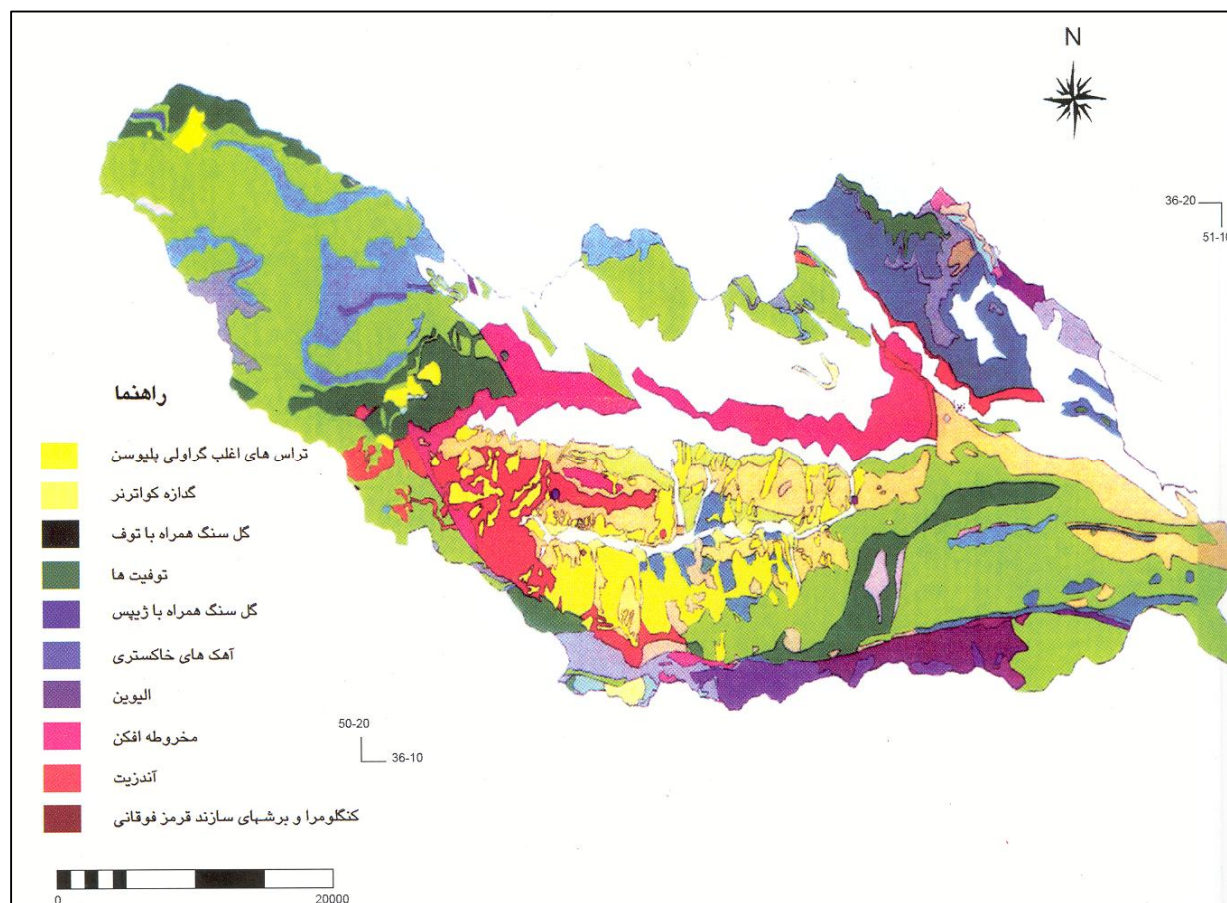 N
36-20
51-10
راهنما
تراس های اغلب گراولی پلیوسن
گدازه کواترنر
گل سنگ همراه با توف
توفیت ها
گل سنگ همراه با ژیپس
آهک های خاکستری
الیوین
مخروطه افکن
آندزیت
کنگلومرا و برشهای سازند قرمز فوقانی
50-20
36-10
0
20000